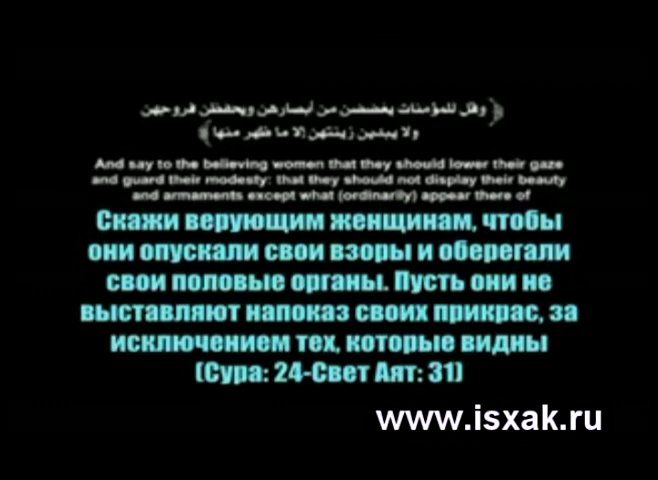 ﴿ وقل للمؤمنات يغضضن من أبصارهن ويحفظن فروجهن
ولا يبدين زينتهن إلا ما ظهر منها ﴾
And say to the believing women that they should lower their gaze
and guard their modesty: that they should not display their beauty
and armaments except what (ordinarily) appear there of
Скажи верующим женщинам, чтобы
они опускали свои взоры и оберегали
свои половые органы. Пусть они не
выставляют напоказ своих прикрас, за
исключением тех, которые видны
(Сура: 24-Свет Аят: 31)
www.isxak.ru